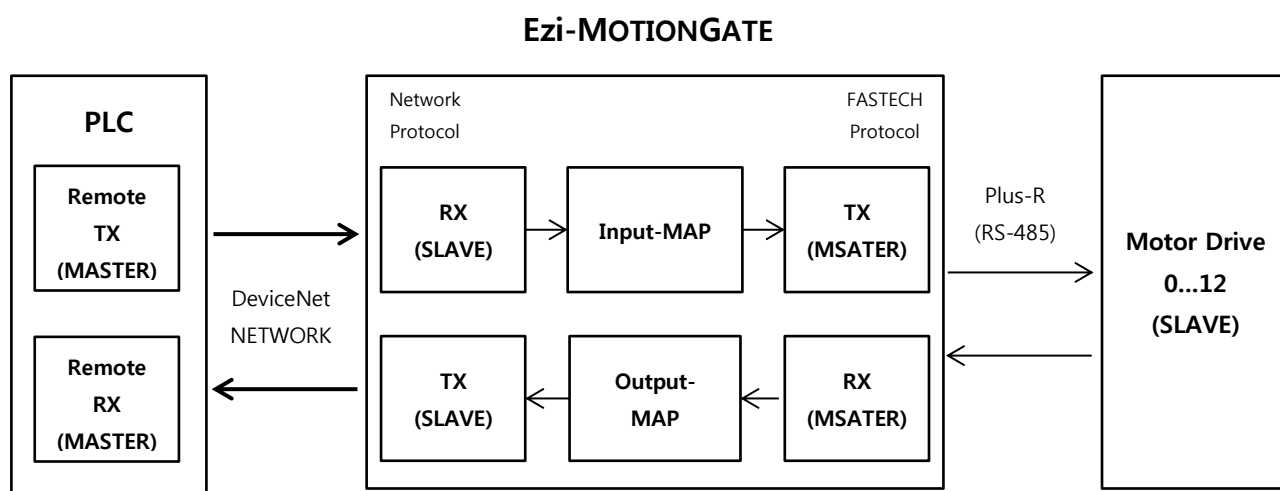 Ezi-MOTIONGATE
PLC
Remote
TX
(MASTER)
Remote
RX
(MASTER)
DeviceNet
NETWORK
Network
Protocol
FASTECH
Protocol
RX
(SLAVE)
Input-MAP
TX
(MSATER)
TX
(SLAVE)
Output-
MAP
RX
(MSATER)
Plus-R
(RS-485)
Motor Drive
0...12
(SLAVE)